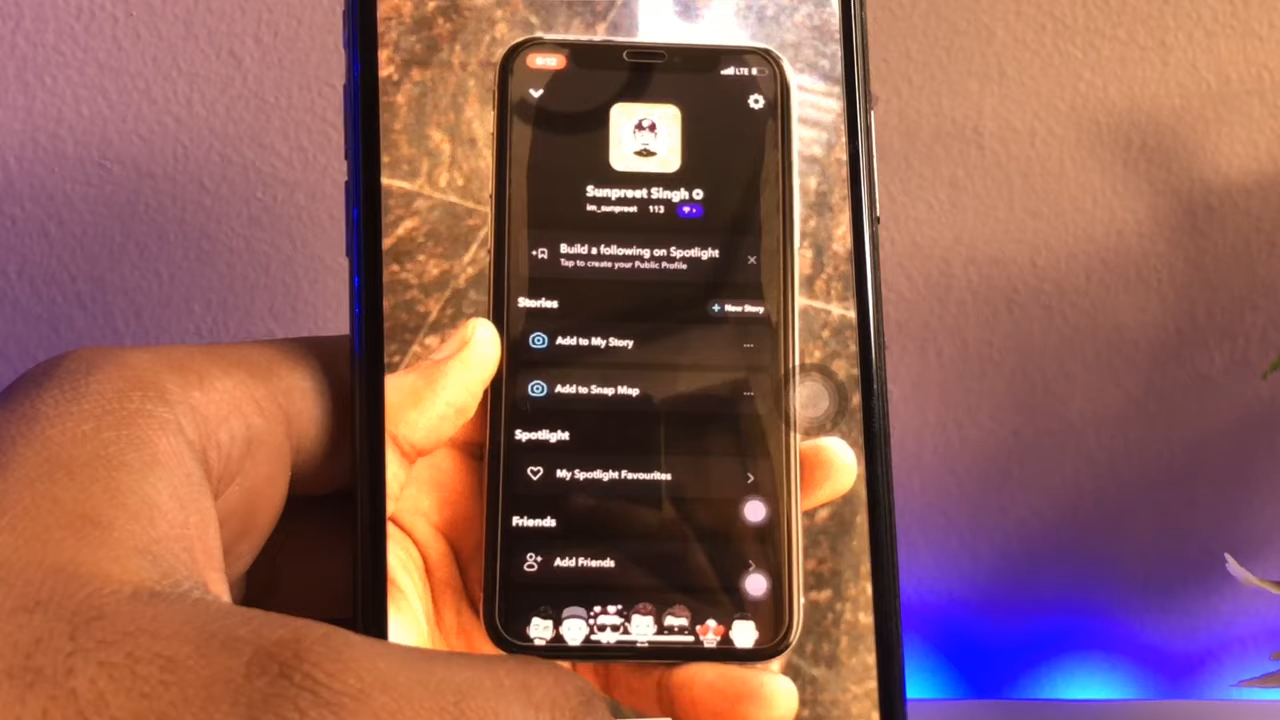 LTE
Sunpreet Singh
im_sunpreet 113
Build a following on Spotlight
Tap to create your Public Profile
Stories
+ New Story
Add to My Story
Add to Snap Map
Spotlight
My Spotlight Favourites
Friends
Add Friends